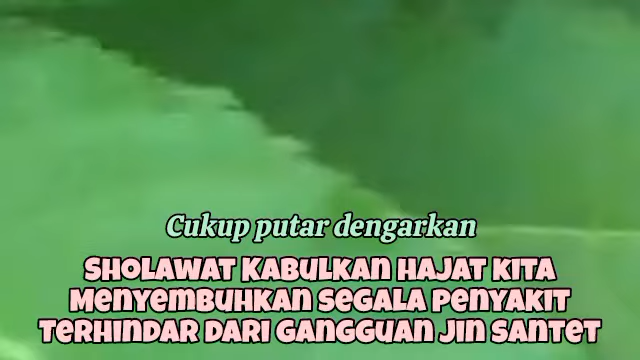 Cukup putar dengarkan
SHOLAWAT KABULKAN HAJAT KITA
MENYEMBUHKAN SEGALA PENYAKIT
TERHINDAR DARI GANGGUAN JIN SANTET